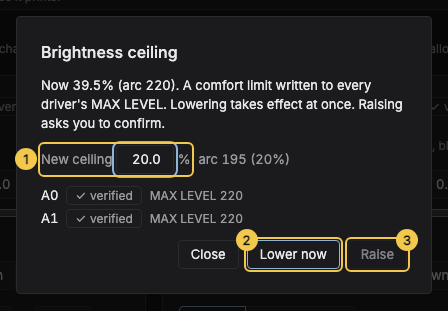 Brightness ceiling
Now 39.5% (arc 220). A comfort limit written to every
driver's MAX LEVEL. Lowering takes effect at once. Raising
asks you to confirm.
1 New ceiling 20.0 % arc 195 (20%)
A0 ✓ verified MAX LEVEL 220
A1 ✓ verified MAX LEVEL 220
2 3
Close Lower now Raise